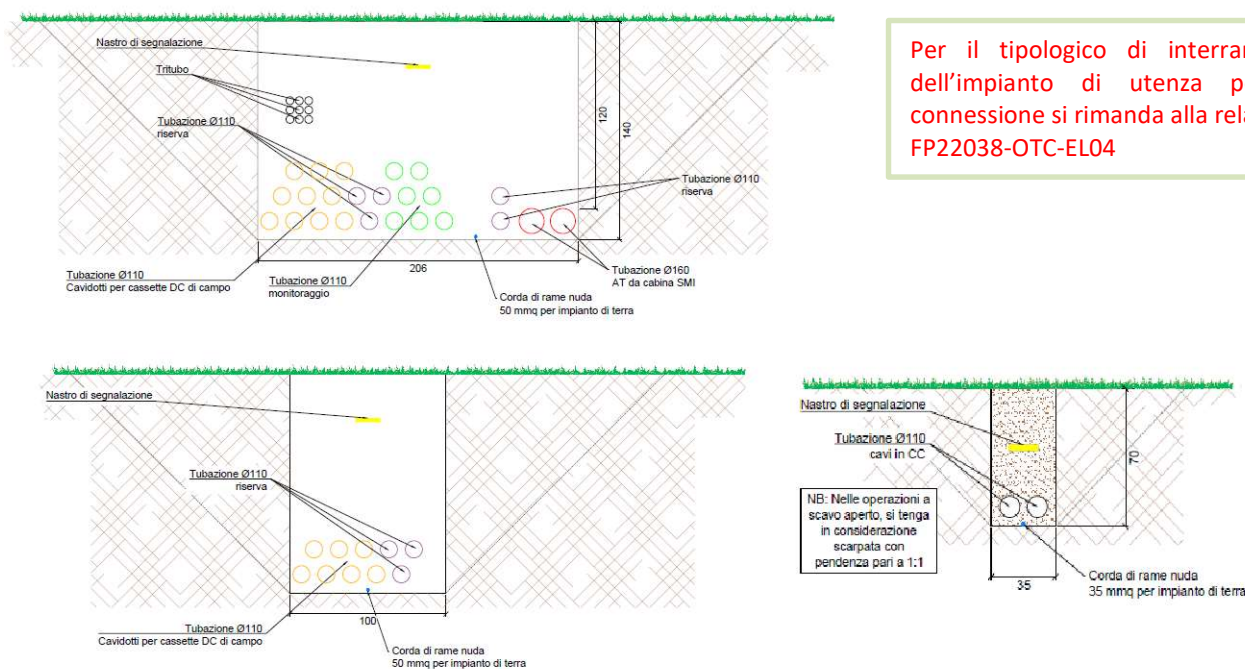 Nastro di segnalazione
Tritubo
Tubazione Ø110
riserva
120
140
Tubazione Ø110
riserva
Tubazione Ø110
Cavidotti per cassette DC di campo
Tubazione Ø110
monitoraggio
206
Tubazione Ø160
AT da cabina SMI
Corda di rame nuda
50 mmq per impianto di terra
Per il tipologico di
dell'impianto di utenza
connessione si rimanda alla
FP22038-OTC-EL04
Nastro di segnalazione
Tubazione Ø110
riserva
100
Tubazione Ø110
Cavidotti per cassette DC di campo
Corda di rame nuda
50 mmq per impianto di terra
Nastro di segnalazione
Tubazione Ø110
cavi in CC
70
NB: Nelle operazioni a
scavo aperto, si tenga
in considerazione
scarpata con
pendenza pari a 1:1
35
Corda di rame nuda
35 mmq per impianto di terra